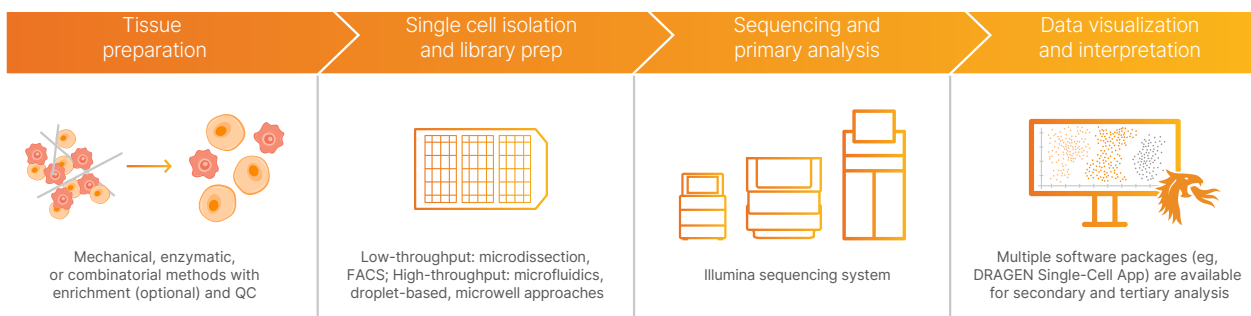 Tissue
preparation
Single cell isolation
and library prep
Sequencing and
primary analysis
Data visualization
and interpretation
Mechanical, enzymatic,
or combinatorial methods with
enrichment (optional) and QC
Low-throughput: microdissection,
FACS; High-throughput: microfluidics,
droplet-based, microwell approaches
Illumina sequencing system
Multiple software packages (eg,
DRAGEN Single-Cell App) are available
for secondary and tertiary analysis